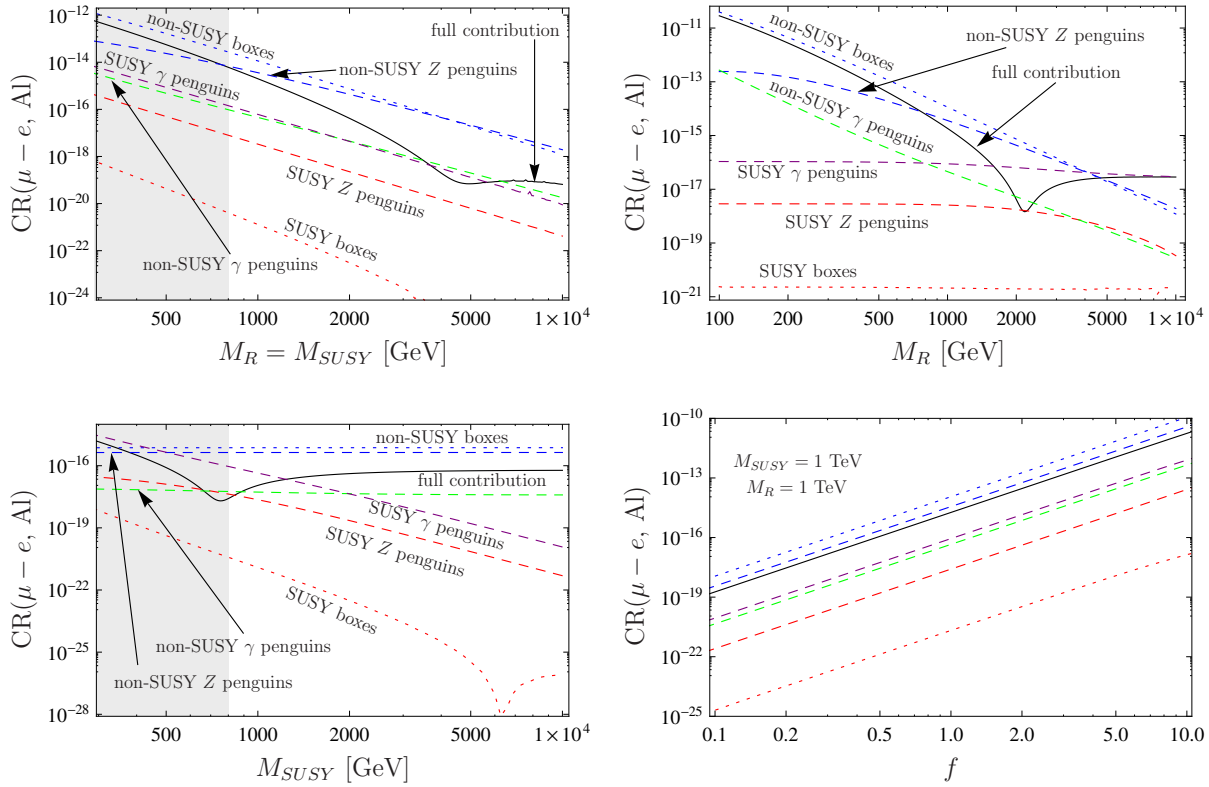 CR(μ − e, Al)
10⁻¹²
10⁻¹⁴
10⁻¹⁶
10⁻¹⁸
10⁻²⁰
10⁻²²
10⁻²⁴
non-SUSY boxes
full contribution
non-SUSY Z penguins
SUSY γ penguins
SUSY Z penguins
SUSY boxes
non-SUSY γ penguins
500 1000 2000 5000 1×10⁴
M_R = M_SUSY [GeV]
CR(μ − e, Al)
10⁻¹¹
10⁻¹³
10⁻¹⁵
10⁻¹⁷
10⁻¹⁹
10⁻²¹
non-SUSY boxes
non-SUSY Z penguins
full contribution
non-SUSY γ penguins
SUSY γ penguins
SUSY Z penguins
SUSY boxes
100 200 500 1000 2000 5000 1×10⁴
M_R [GeV]
CR(μ − e, Al)
10⁻¹⁶
10⁻¹⁹
10⁻²²
10⁻²⁵
10⁻²⁸
non-SUSY boxes
full contribution
SUSY γ penguins
SUSY Z penguins
SUSY boxes
non-SUSY γ penguins
non-SUSY Z penguins
500 1000 2000 5000 1×10⁴
M_SUSY [GeV]
CR(μ − e, Al)
10⁻¹⁰
10⁻¹³
10⁻¹⁶
10⁻¹⁹
10⁻²²
10⁻²⁵
M_SUSY = 1 TeV
M_R = 1 TeV
0.1 0.2 0.5 1.0 2.0 5.0 10.0
f